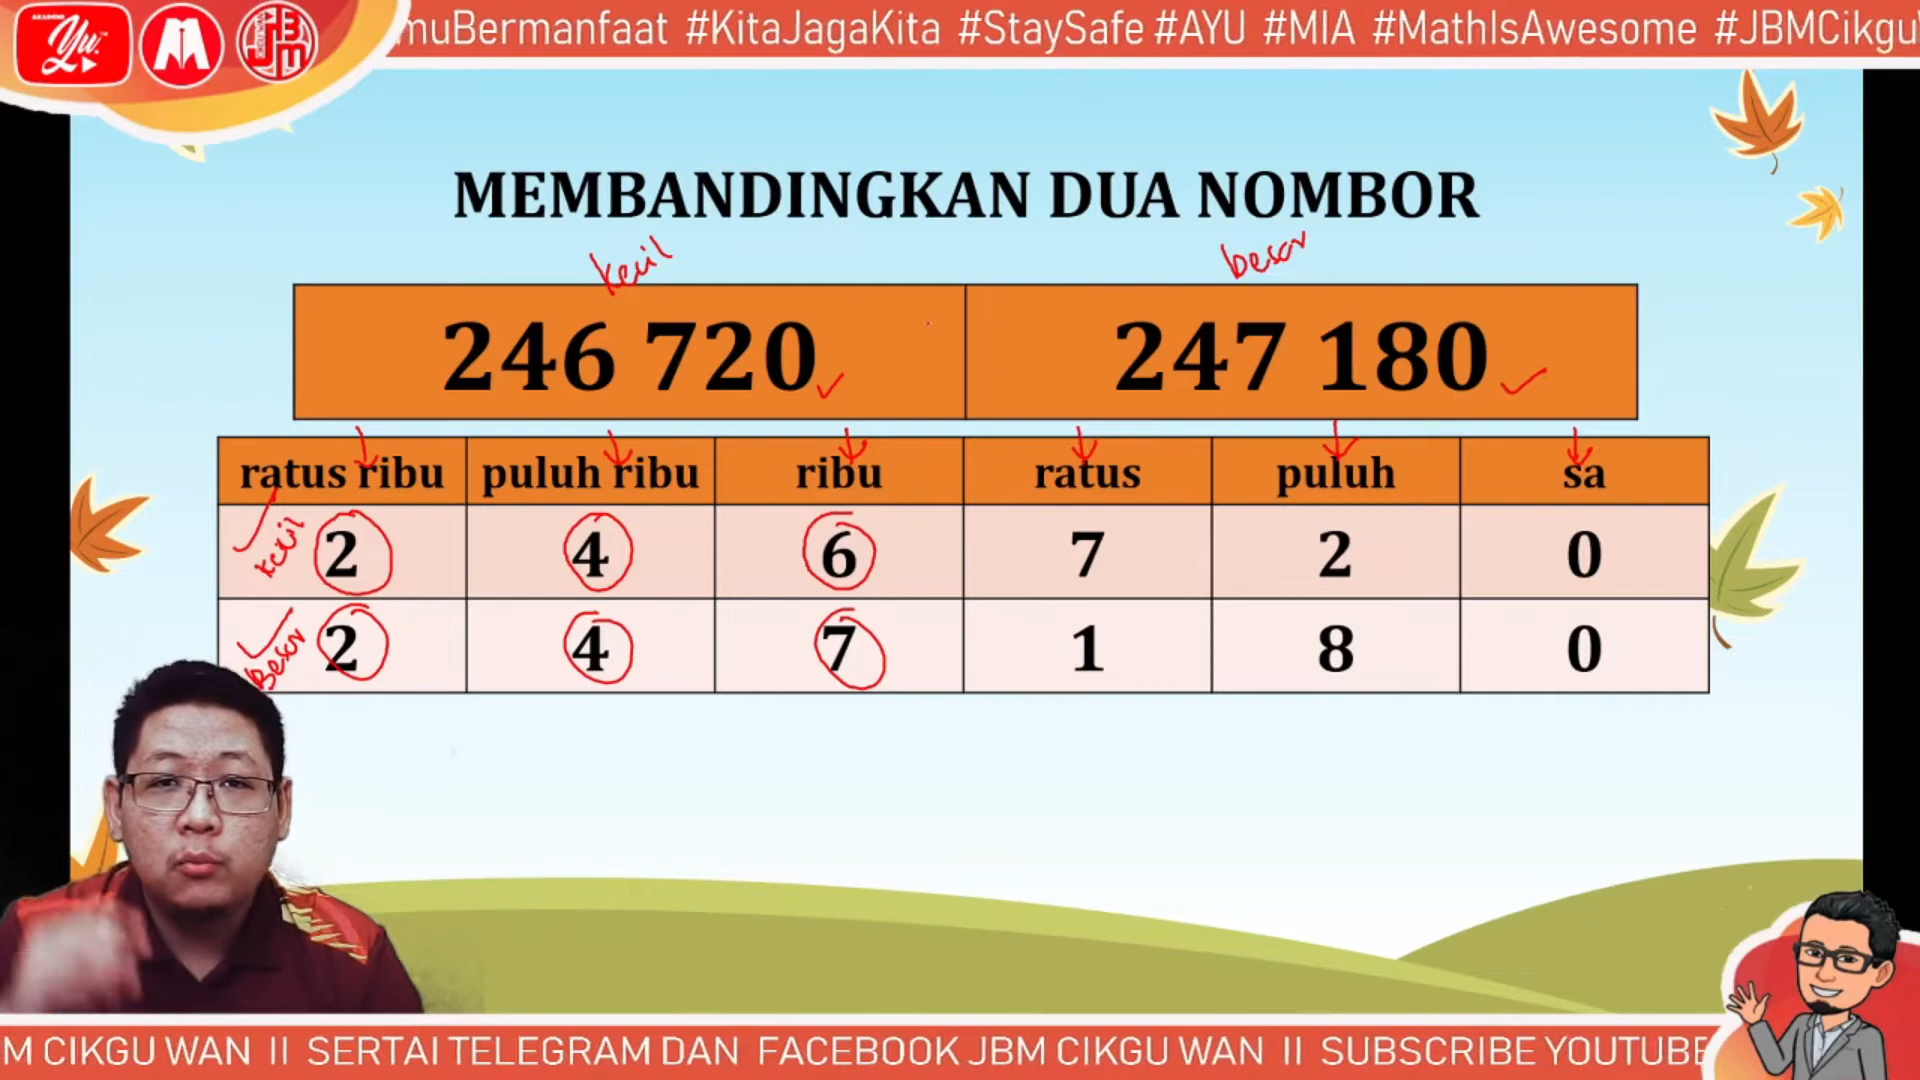 muBermanfaat #KitaJagaKita #StaySafe #AYU #MIA #MathIsAwesome #JBMCikgu
MEMBANDINGKAN DUA NOMBOR
kecil besar
246 720 247 180
ratus ribu puluh ribu ribu ratus puluh sa
kecil 2 4 6 7 2 0
Besar 2 4 7 1 8 0
M CIKGU WAN II SERTAI TELEGRAM DAN FACEBOOK JBM CIKGU WAN II SUBSCRIBE YOUTUBE